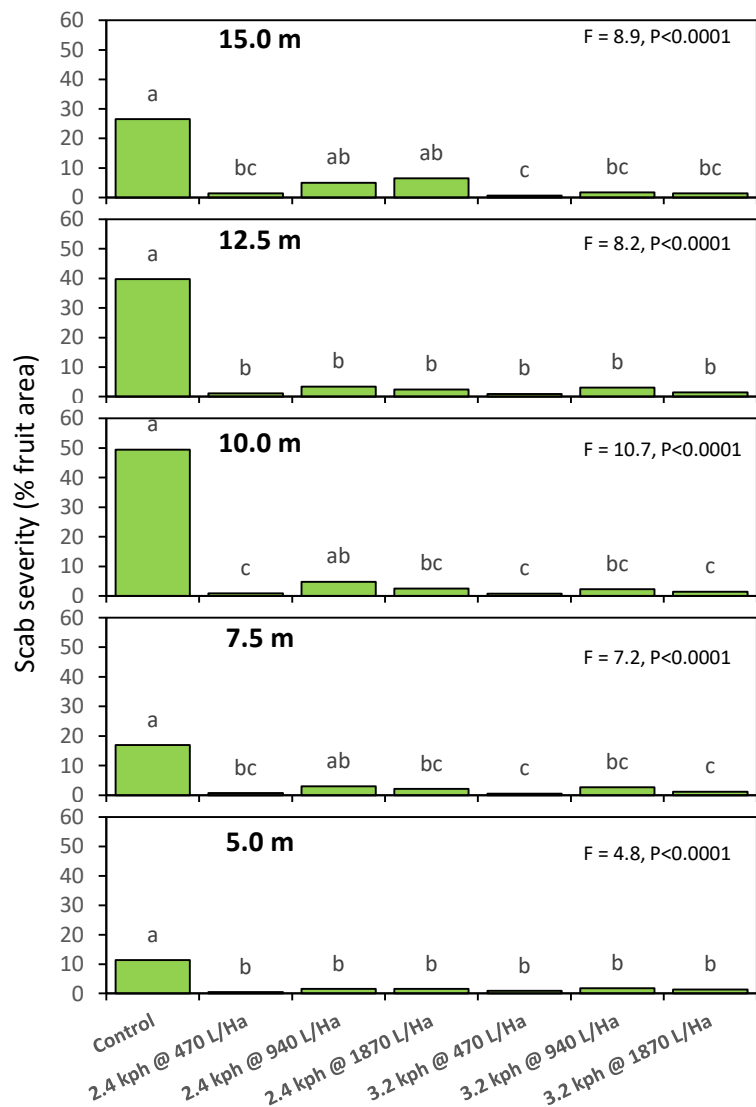 Scab severity (% fruit area)
60
50
40
30
20
10
0
15.0 m
F = 8.9, P<0.0001
a
bc
ab
ab
c
bc
bc
60
50
40
30
20
10
0
12.5 m
F = 8.2, P<0.0001
a
b
b
b
b
b
b
60
50
40
30
20
10
0
10.0 m
F = 10.7, P<0.0001
a
c
ab
bc
c
bc
c
60
50
40
30
20
10
0
7.5 m
F = 7.2, P<0.0001
a
bc
ab
bc
c
bc
c
60
50
40
30
20
10
0
5.0 m
F = 4.8, P<0.0001
a
b
b
b
b
b
b
Control
2.4 kph @ 470 L/Ha
2.4 kph @ 940 L/Ha
2.4 kph @ 1870 L/Ha
3.2 kph @ 470 L/Ha
3.2 kph @ 940 L/Ha
3.2 kph @ 1870 L/Ha